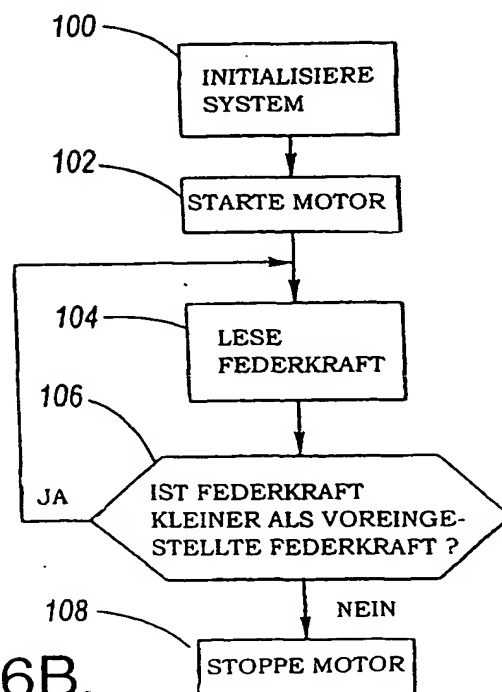 100
INITIALISIERE
SYSTEM
102
STARTE MOTOR
104
LESE
FEDERKRAFT
106
JA
IST FEDERKRAFT
KLEINER ALS VOREINGE-
STELLTE FEDERKRAFT ?
NEIN
108
STOPPE MOTOR
6B.